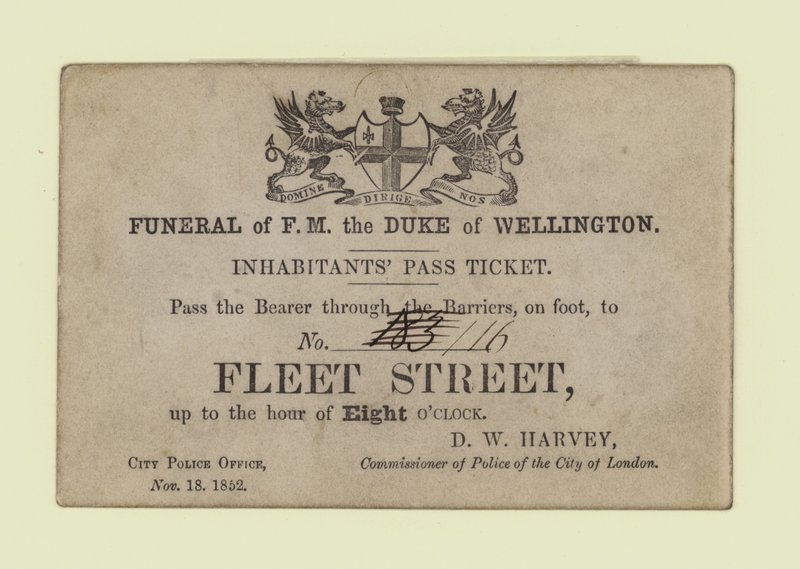 DOMINE DIRIGE NOS
FUNERAL of F. M. the DUKE of WELLINGTON.
INHABITANTS' PASS TICKET.
Pass the Bearer through the Barriers, on foot, to
No. 183/116
FLEET STREET,
up to the hour of Eight O'CLOCK.
D. W. HARVEY,
CITY POLICE OFFICE,
Commissioner of Police of the City of London.
Nov. 18. 1852.